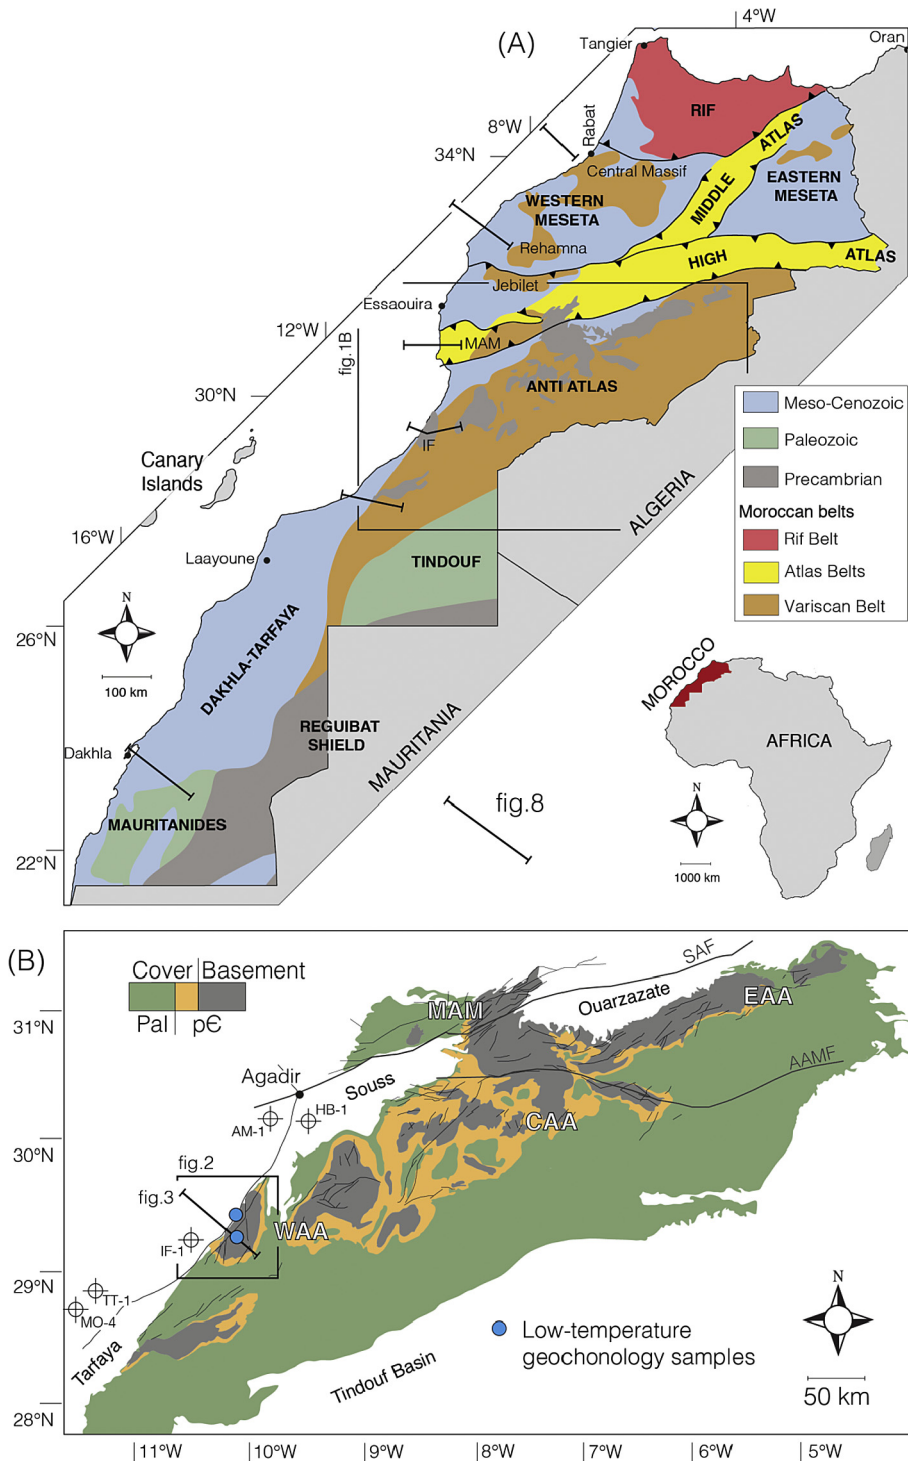 (A)
4°W
Tangier
Oran
RIF
8°W
Rabat
34°N
ATLAS
Central Massif
MIDDLE
EASTERN
MESETA
WESTERN
MESETA
Rehamna
HIGH
ATLAS
Jebilet
Essaouira
12°W
fig.1B
MAM
30°N
ANTI ATLAS
IF
Canary
Islands
Meso-Cenozoic
Paleozoic
Precambrian
Moroccan belts
Rif Belt
Atlas Belts
Variscan Belt
16°W
ALGERIA
Laayoune
TINDOUF
N
26°N
100 km
DAKHLA-TARFAYA
MOROCCO
REGUIBAT
SHIELD
MAURITANIA
AFRICA
Dakhla
fig.8
N
MAURITANIDES
22°N
1000 km
(B)
Cover Basement
Pal pЄ
SAF
MAM
Ouarzazate
EAA
31°N
Agadir
Souss
AAMF
HB-1
AM-1
CAA
30°N
fig.2
fig.3
WAA
IF-1
29°N
N
TT-1
MO-4
Low-temperature
geochonology samples
Tarfaya
Tindouf Basin
50 km
28°N
11°W
10°W
9°W
8°W
7°W
6°W
5°W